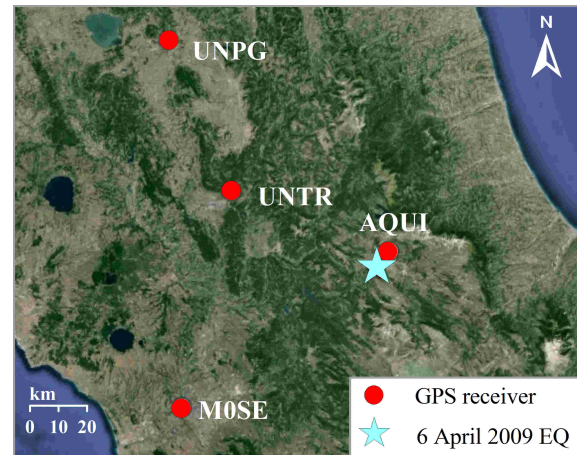 N
UNPG
UNTR
AQUI
M0SE
km
0 10 20
GPS receiver
6 April 2009 EQ